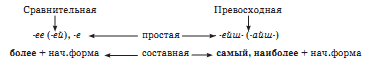 Сравнительная Превосходная
-ее (-ей), -е простая -ейш- (-айш-)
более + нач.форма составная самый, наиболее + нач.форма